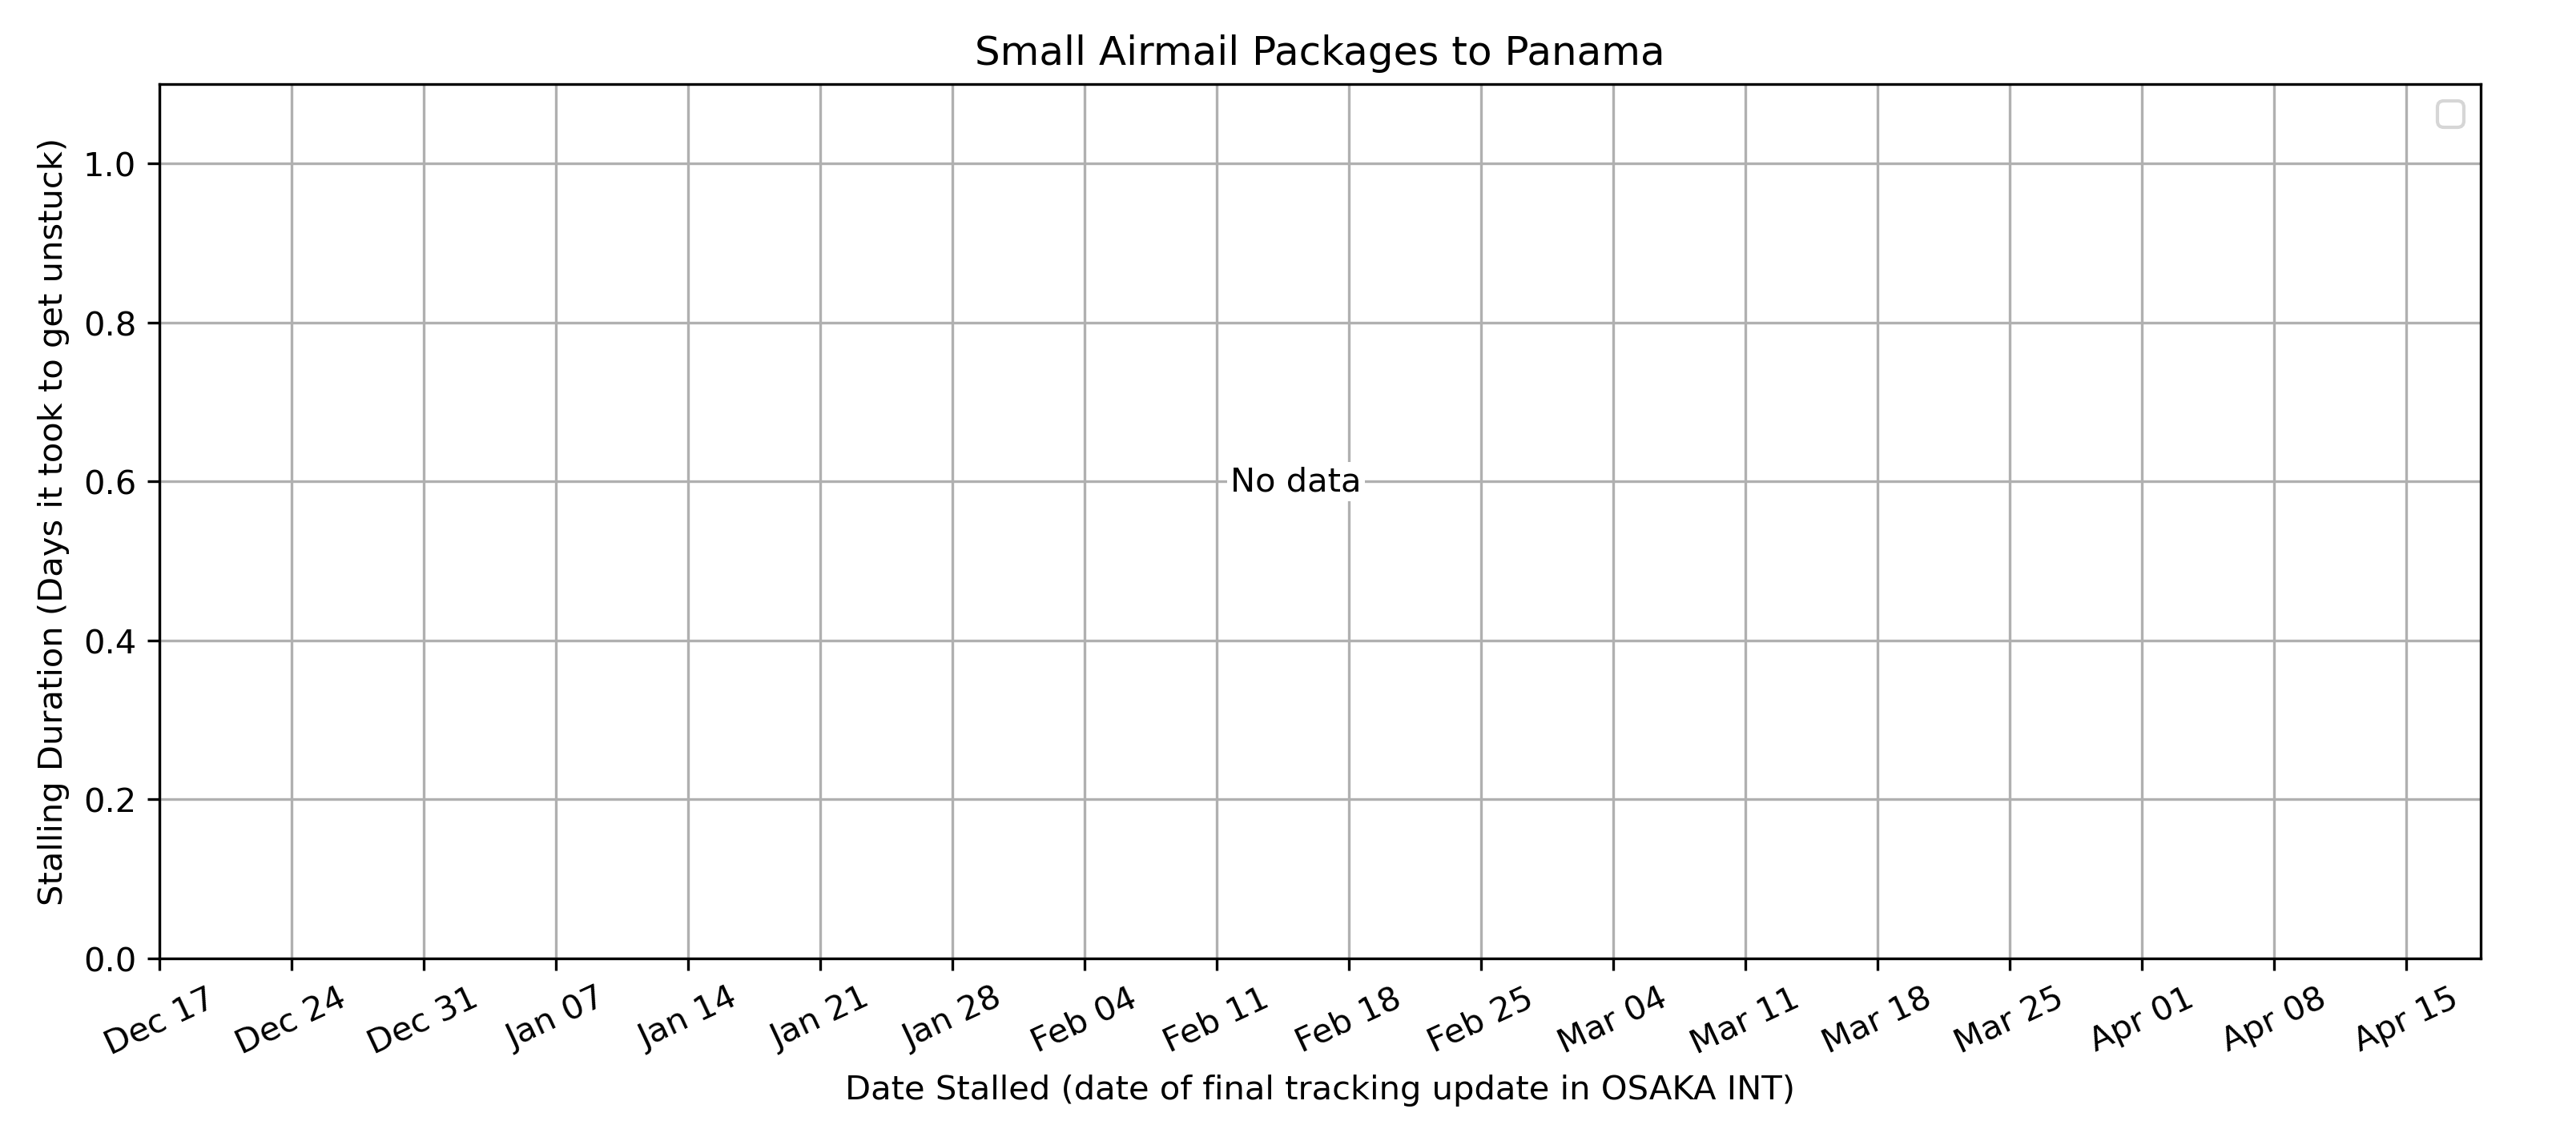 Small Airmail Packages to Panama
Stalling Duration (Days it took to get unstuck)
1.0
0.8
0.6
0.4
0.2
0.0
No data
Dec 17 Dec 24 Dec 31 Jan 07 Jan 14 Jan 21 Jan 28 Feb 04 Feb 11 Feb 18 Feb 25 Mar 04 Mar 11 Mar 18 Mar 25 Apr 01 Apr 08 Apr 15
Date Stalled (date of final tracking update in OSAKA INT)